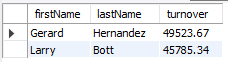 firstName lastName turnover
Gerard Hernandez 49523.67
Larry Bott 45785.34